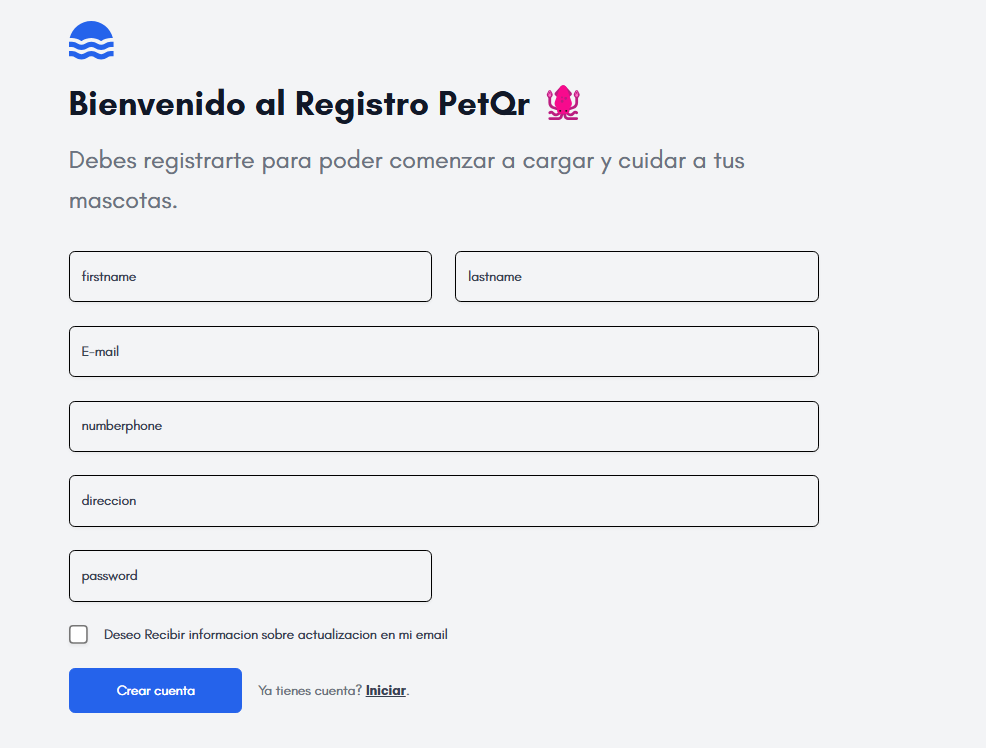 Bienvenido al Registro PetQr 🦑
Debes registrarte para poder comenzar a cargar y cuidar a tus
mascotas.
firstname
lastname
E-mail
numberphone
direccion
password
Deseo Recibir informacion sobre actualizacion en mi email
Crear cuenta
Ya tienes cuenta? Iniciar.